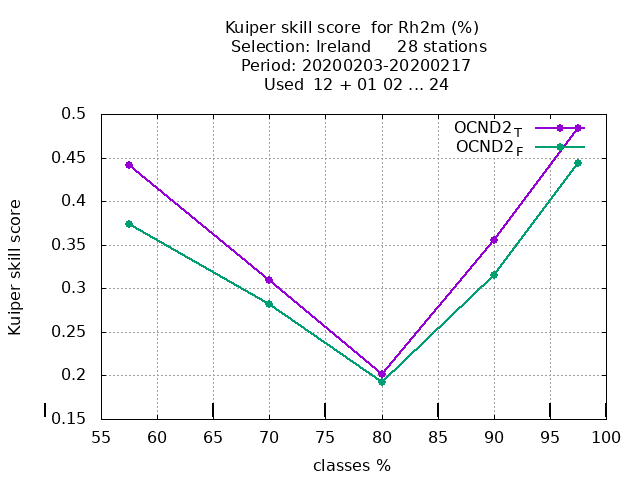 Kuiper skill score  for Rh2m (%)
Selection: Ireland     28 stations
Period: 20200203-20200217
Used  12 + 01 02 ... 24
OCND2T
OCND2F
Kuiper skill score
0.5
0.45
0.4
0.35
0.3
0.25
0.2
0.15
55 60 65 70 75 80 85 90 95 100
classes %